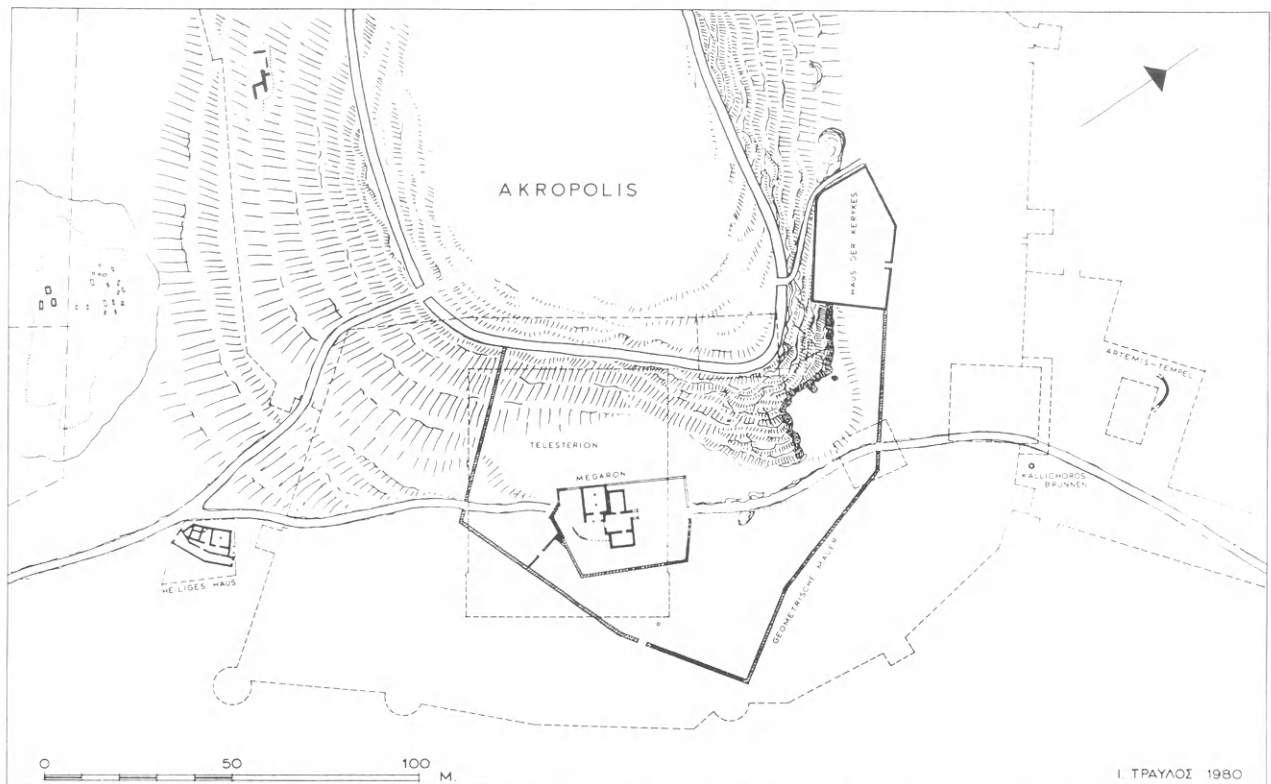 AKROPOLIS
HAUS DER KERYKES
ARTEMIS-TEMPEL
TELESTERION
MEGARON
KALLICHOROS
BRUNNEN
HEILIGES HAUS
GEOMETRISCHE MAUER
0 50 100
M.
Ι. ΤΡΑΥΛΟΣ 1980